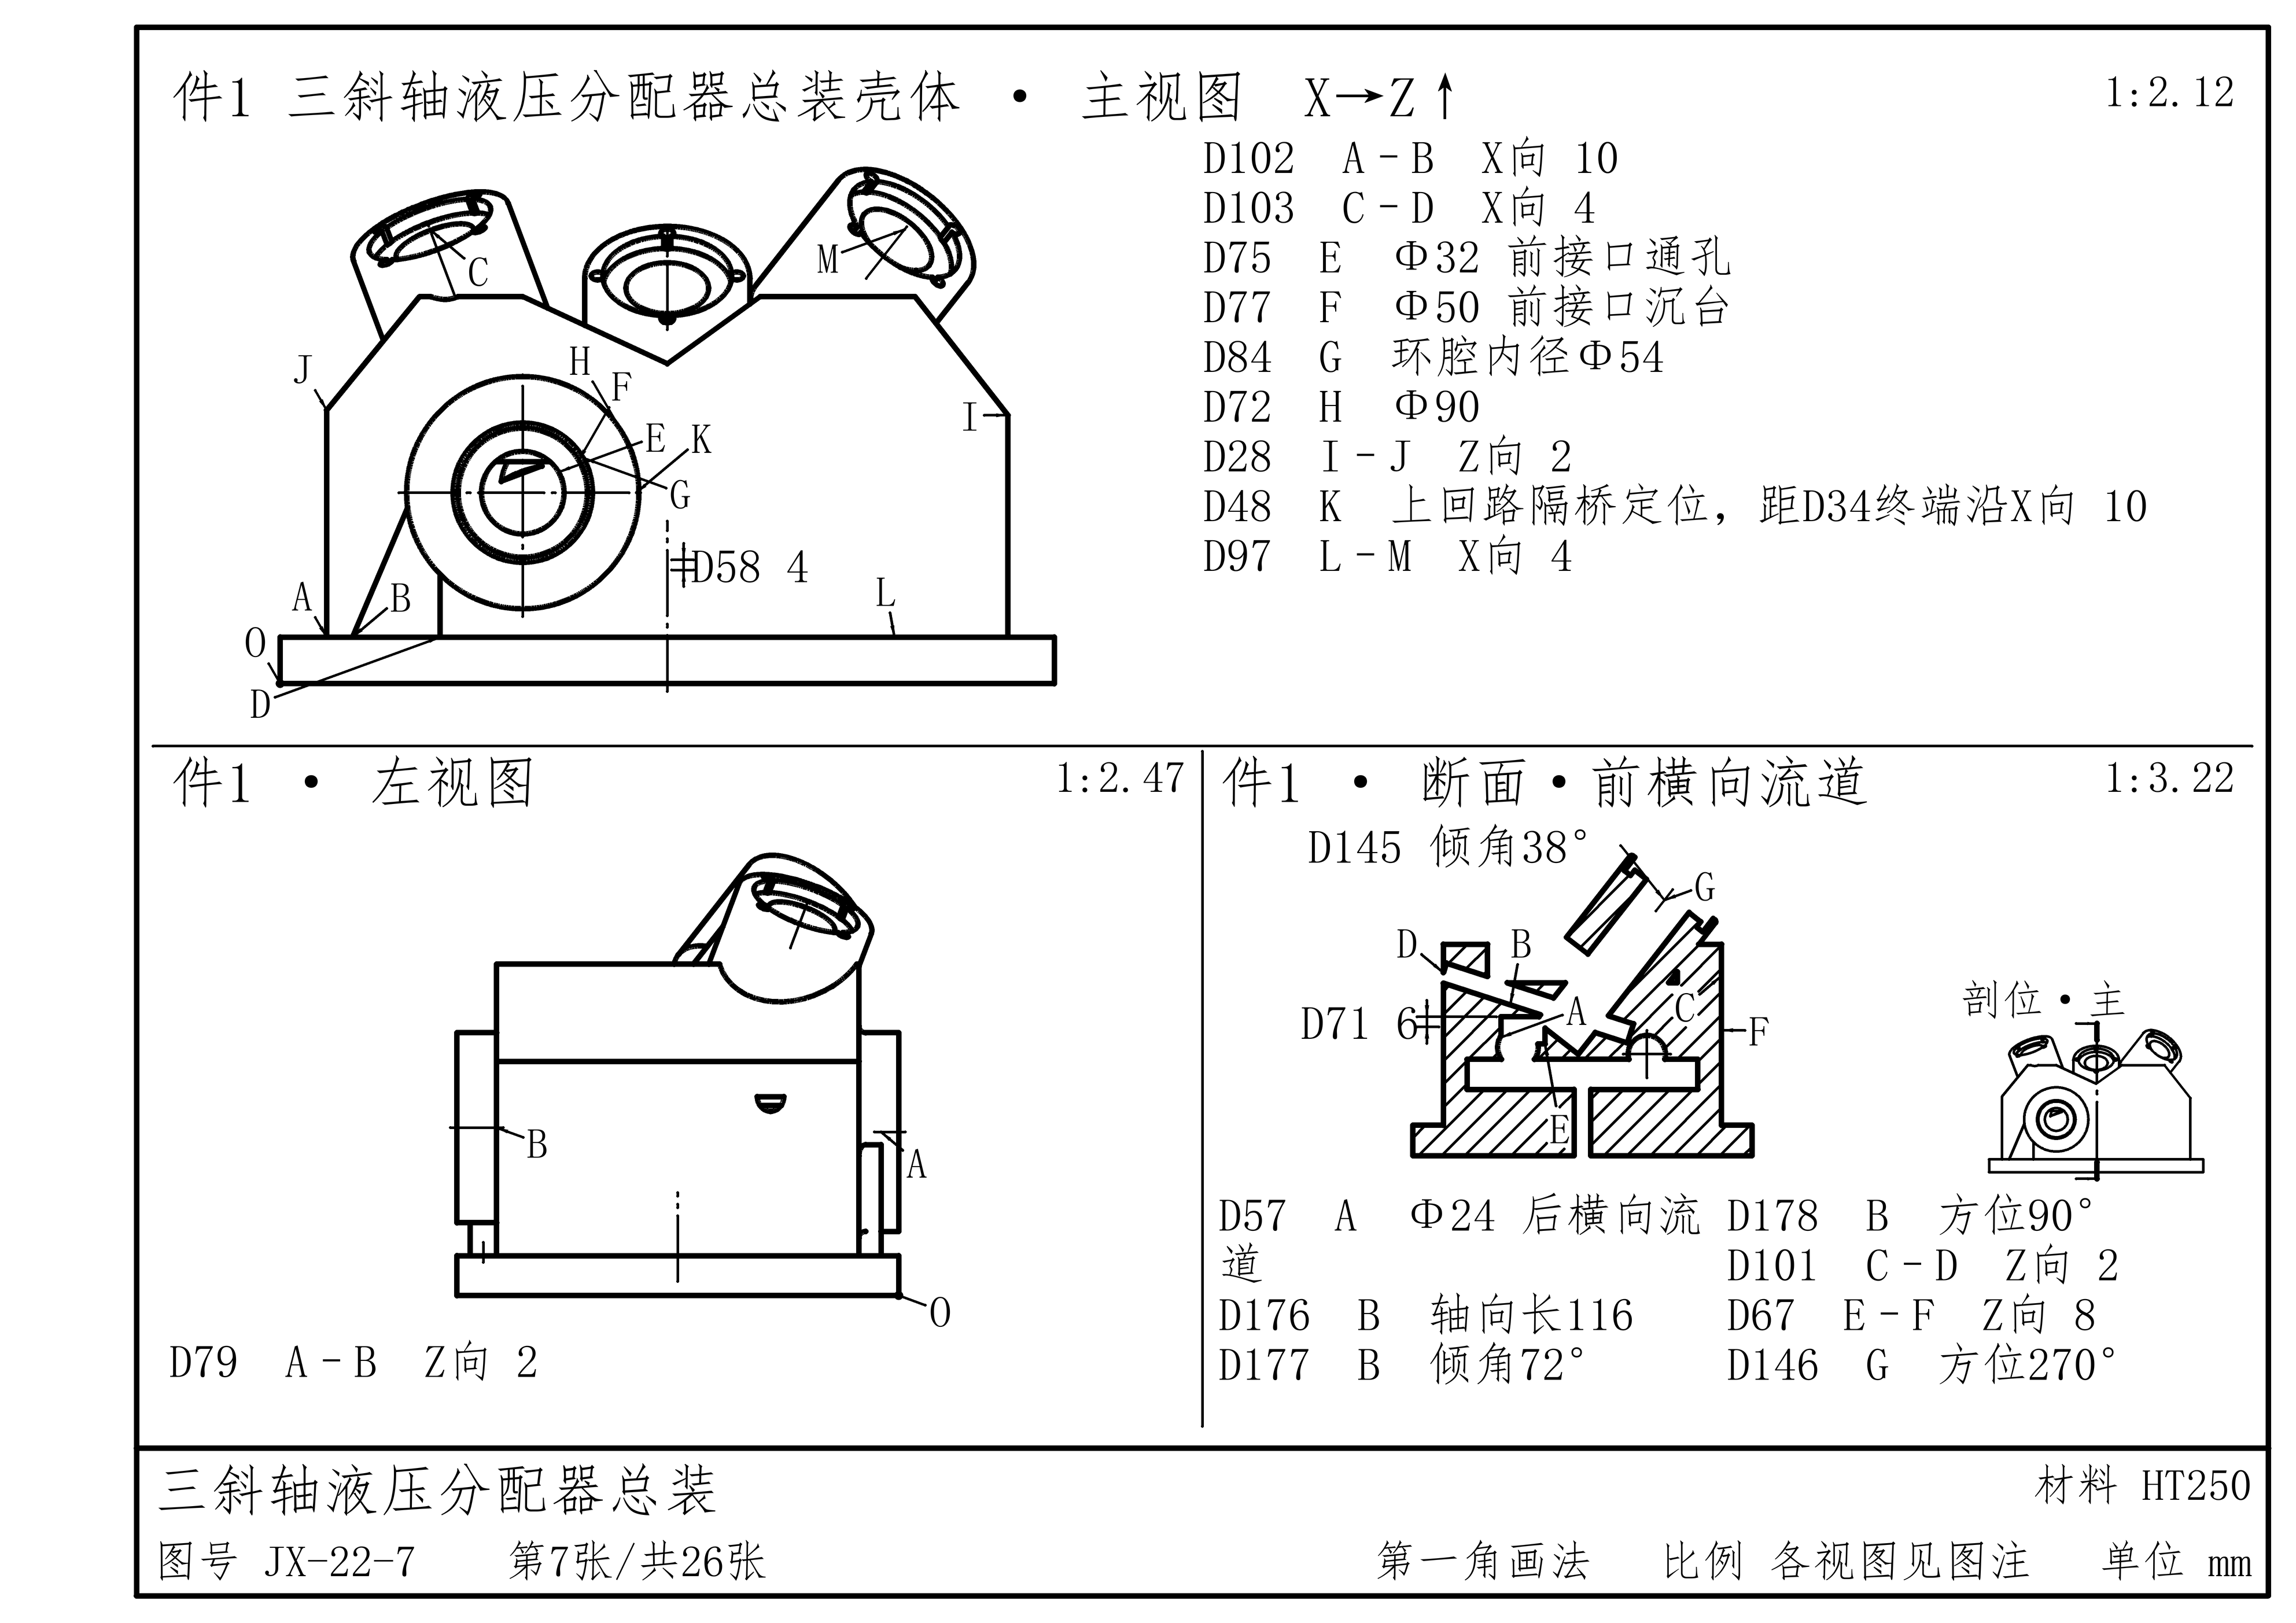 件1 三斜轴液压分配器总装壳体 · 主视图 X→Z↑
1:2.12
D102 A-B X向 10
D103 C-D X向 4
D75 E Φ32 前接口通孔
D77 F Φ50 前接口沉台
D84 G 环腔内径Φ54
D72 H Φ90
D28 I-J Z向 2
D48 K 上回路隔桥定位，距D34终端沿X向 10
D97 L-M X向 4
C
M
J
H
F
I
E
K
G
D58 4
A
B
L
O
D
件1 · 左视图
1:2.47
B
A
O
D79 A-B Z向 2
件1 · 断面·前横向流道
1:3.22
D145 倾角38°
G
D
B
C
A
D71 6
F
E
剖位·主
D57 A Φ24 后横向流道
D176 B 轴向长116
D177 B 倾角72°
D178 B 方位90°
D101 C-D Z向 2
D67 E-F Z向 8
D146 G 方位270°
三斜轴液压分配器总装
材料 HT250
图号 JX-22-7 第7张/共26张
第一角画法 比例 各视图见图注 单位 mm